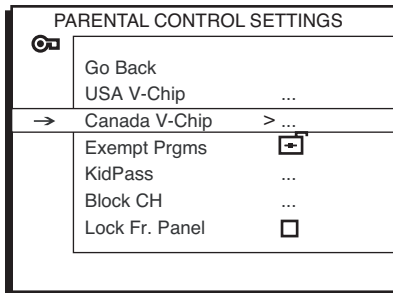 PARENTAL CONTROL SETTINGS
Go Back
USA V-Chip ...
→ Canada V-Chip > ...
Exempt Prgms
KidPass ...
Block CH ...
Lock Fr. Panel